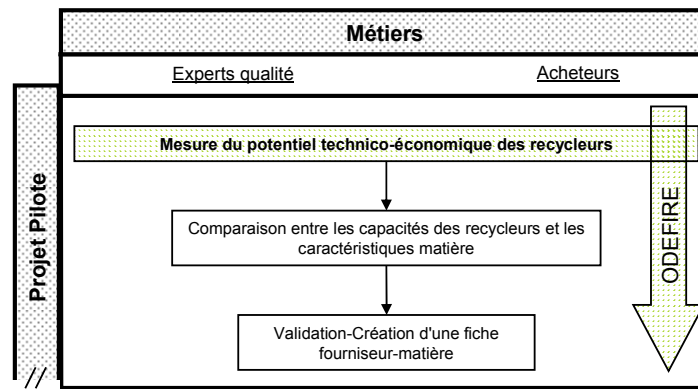 Métiers
Experts qualité
Acheteurs
Projet Pilote
Mesure du potentiel technico-économique des recycleurs
Comparaison entre les capacités des recycleurs et les
caractéristiques matière
Validation-Création d'une fiche
fourniseur-matière
ODEFIRE
//